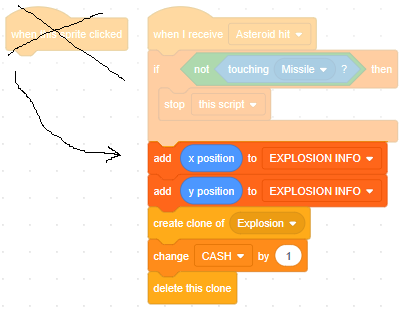 when this sprite clicked
when I receive Asteroid hit
if not touching Missile ? then
stop this script
add x position to EXPLOSION INFO
add y position to EXPLOSION INFO
create clone of Explosion
change CASH by 1
delete this clone